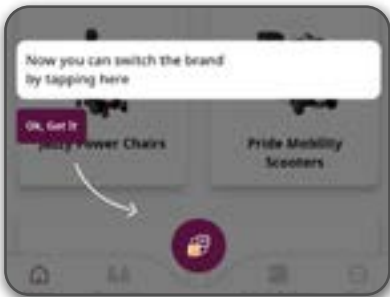 Now you can switch the brand
by tapping here
Ok, Got It
Jazzy Power Chairs
Pride Mobility
Scooters